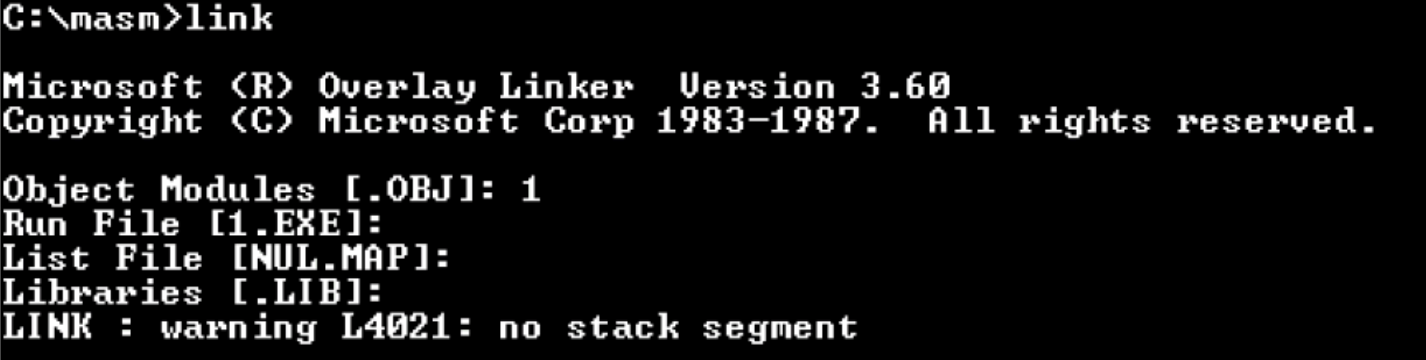 C:\masm>link
Microsoft (R) Overlay Linker  Version 3.60
Copyright (C) Microsoft Corp 1983-1987.  All rights reserved.
Object Modules [.OBJ]: 1
Run File [1.EXE]:
List File [NUL.MAP]:
Libraries [.LIB]:
LINK : warning L4021: no stack segment